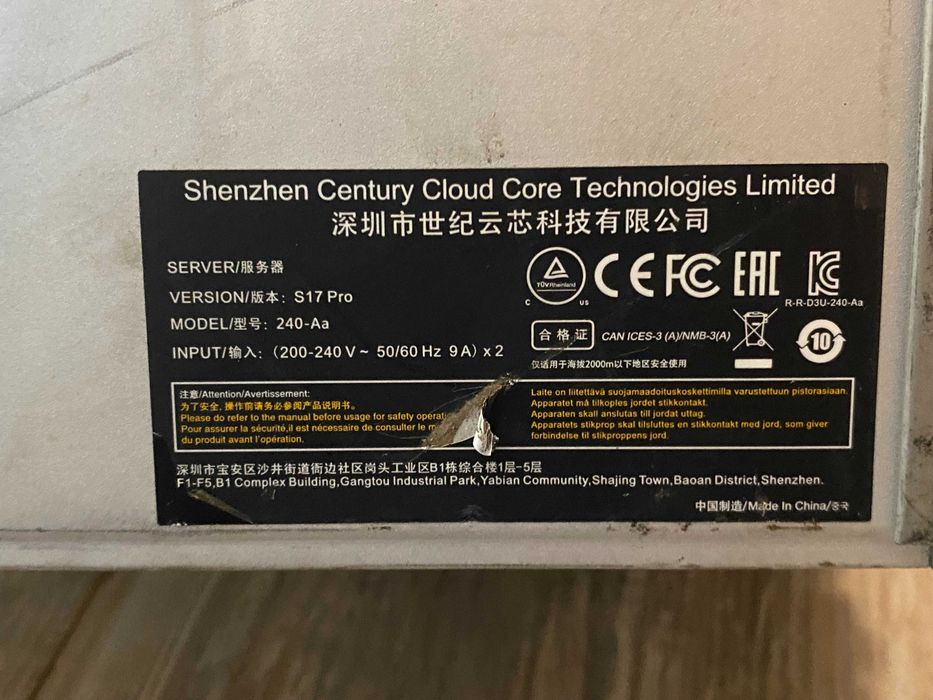 Shenzhen Century Cloud Core Technologies Limited
深圳市世纪云芯科技有限公司
SERVER/服务器
VERSION/版本: S17 Pro
MODEL/型号: 240-Aa
INPUT/输入: (200-240 V ~ 50/60 Hz 9 A) x 2
TÜVRheinland
C US
CE FC EAC
R-R-D3U-240-Aa
合格证 CAN ICES-3 (A)/NMB-3(A)
10
仅适用于海拔2000m以下地区安全使用
注意/Attention/Avertissement:
为了安全, 操作前请务必参阅产品说明书。
Please do refer to the manual before usage for safety
Pour assurer la sécurité,il est nécessaire de consulter le
du produit avant l'opération.
Laite on liitettävä suojamaadoituskoskettimilla varustettuun pistorasiaan.
Apparatet må tilkoples jordet stikkontakt.
Apparaten skall anslutas till jordat uttag.
Apparatets stikprop skal tilsluttes en stikkontakt med jord, som giver
forbindelse til stikproppens jord.
深圳市宝安区沙井街道衙边社区岗头工业区B1栋综合楼1层-5层
F1-F5,B1 Complex Building,Gangtou Industrial Park,Yabian Community,Shajing Town,Baoan District,Shenzhen.
中国制造/Made In China/중국